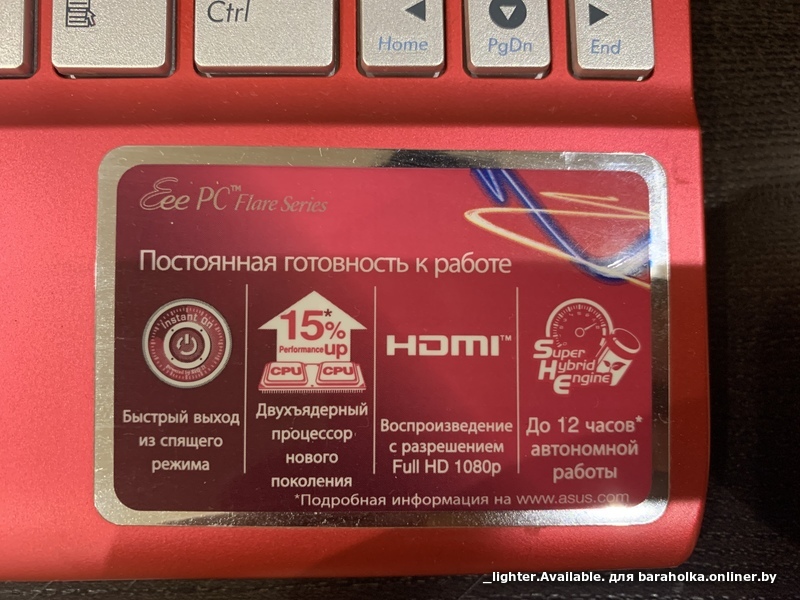 Ctrl
Home
PgDn
End
Eee PC™ Flare Series
Постоянная готовность к работе
Instant On
15%*
Performance up
CPU CPU
HDMI™
Super
Hybrid
Engine
Быстрый выход
из спящего
режима
Двухъядерный
процессор
нового
поколения
Воспроизведение
с разрешением
Full HD 1080p
До 12 часов*
автономной
работы
*Подробная информация на www.asus.com
_lighter.Available. для baraholka.onliner.by